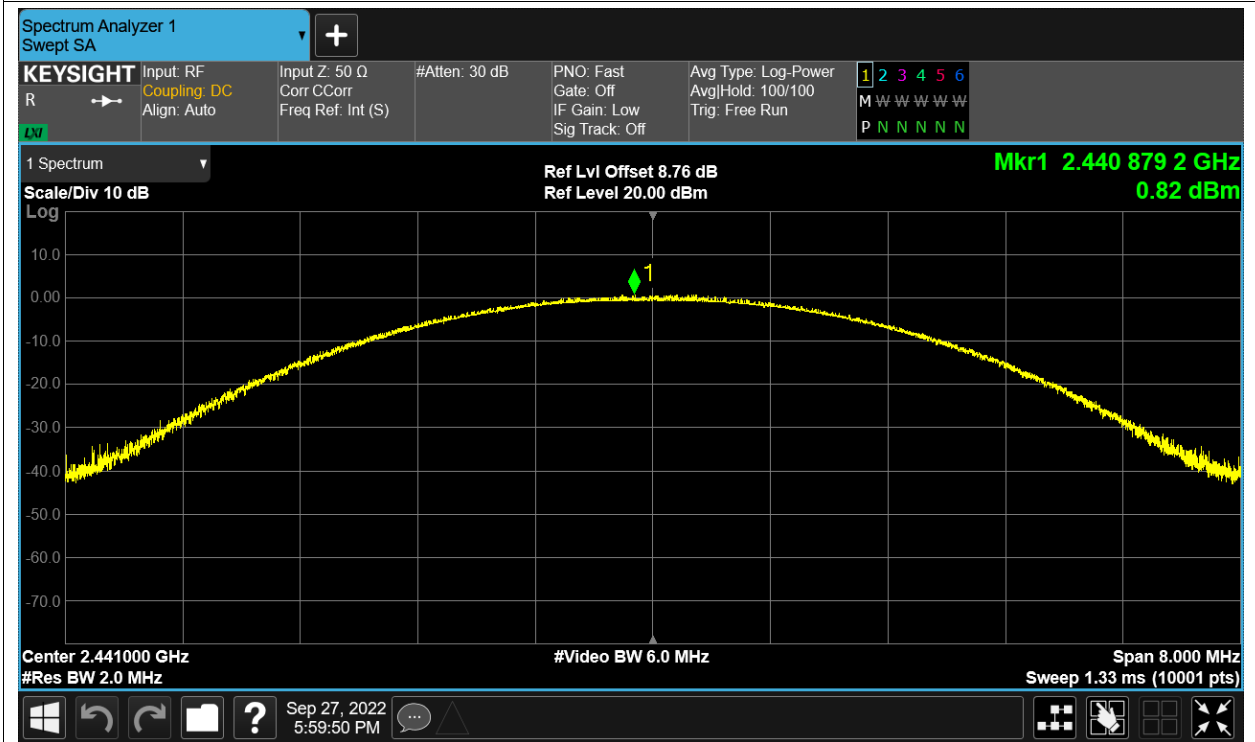 Spectrum Analyzer 1
Swept SA
+
KEYSIGHT Input: RF Input Z: 50 Ω #Atten: 30 dB PNO: Fast Avg Type: Log-Power 1 2 3 4 5 6
R Coupling: DC Corr CCorr Gate: Off Avg|Hold: 100/100 M W W W W W
Align: Auto Freq Ref: Int (S) IF Gain: Low Trig: Free Run
LXI Sig Track: Off P N N N N N
1 Spectrum Ref Lvl Offset 8.76 dB Mkr1 2.440 879 2 GHz
Scale/Div 10 dB Ref Level 20.00 dBm 0.82 dBm
Log
10.0
1
0.00
-10.0
-20.0
-30.0
-40.0
-50.0
-60.0
-70.0
Center 2.441000 GHz #Video BW 6.0 MHz Span 8.000 MHz
#Res BW 2.0 MHz Sweep 1.33 ms (10001 pts)
? Sep 27, 2022
5:59:50 PM